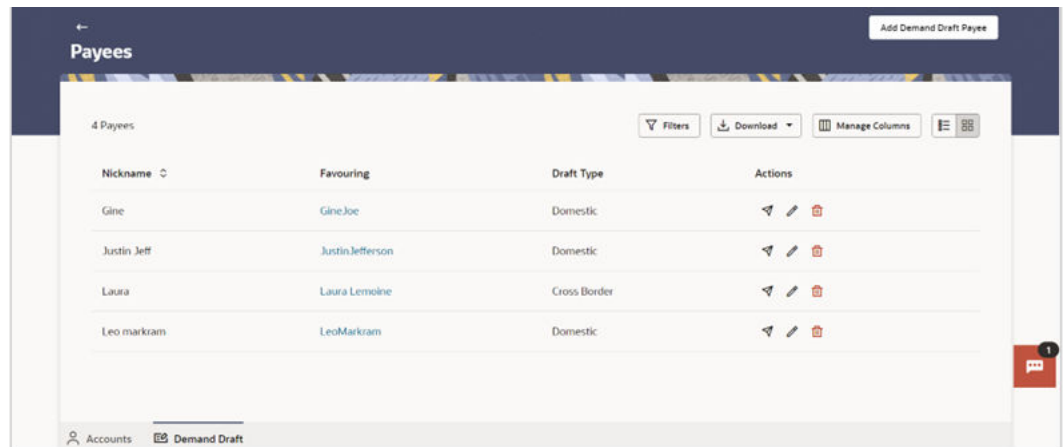 Add Demand Draft Payee
Payees
4 Payees
Filters
Download
Manage Columns
Nickname Favouring Draft Type Actions
Gine GineJoe Domestic
Justin Jeff JustinJefferson Domestic
Laura Laura Lemoine Cross Border
Leo markram LeoMarkram Domestic
1
Accounts Demand Draft